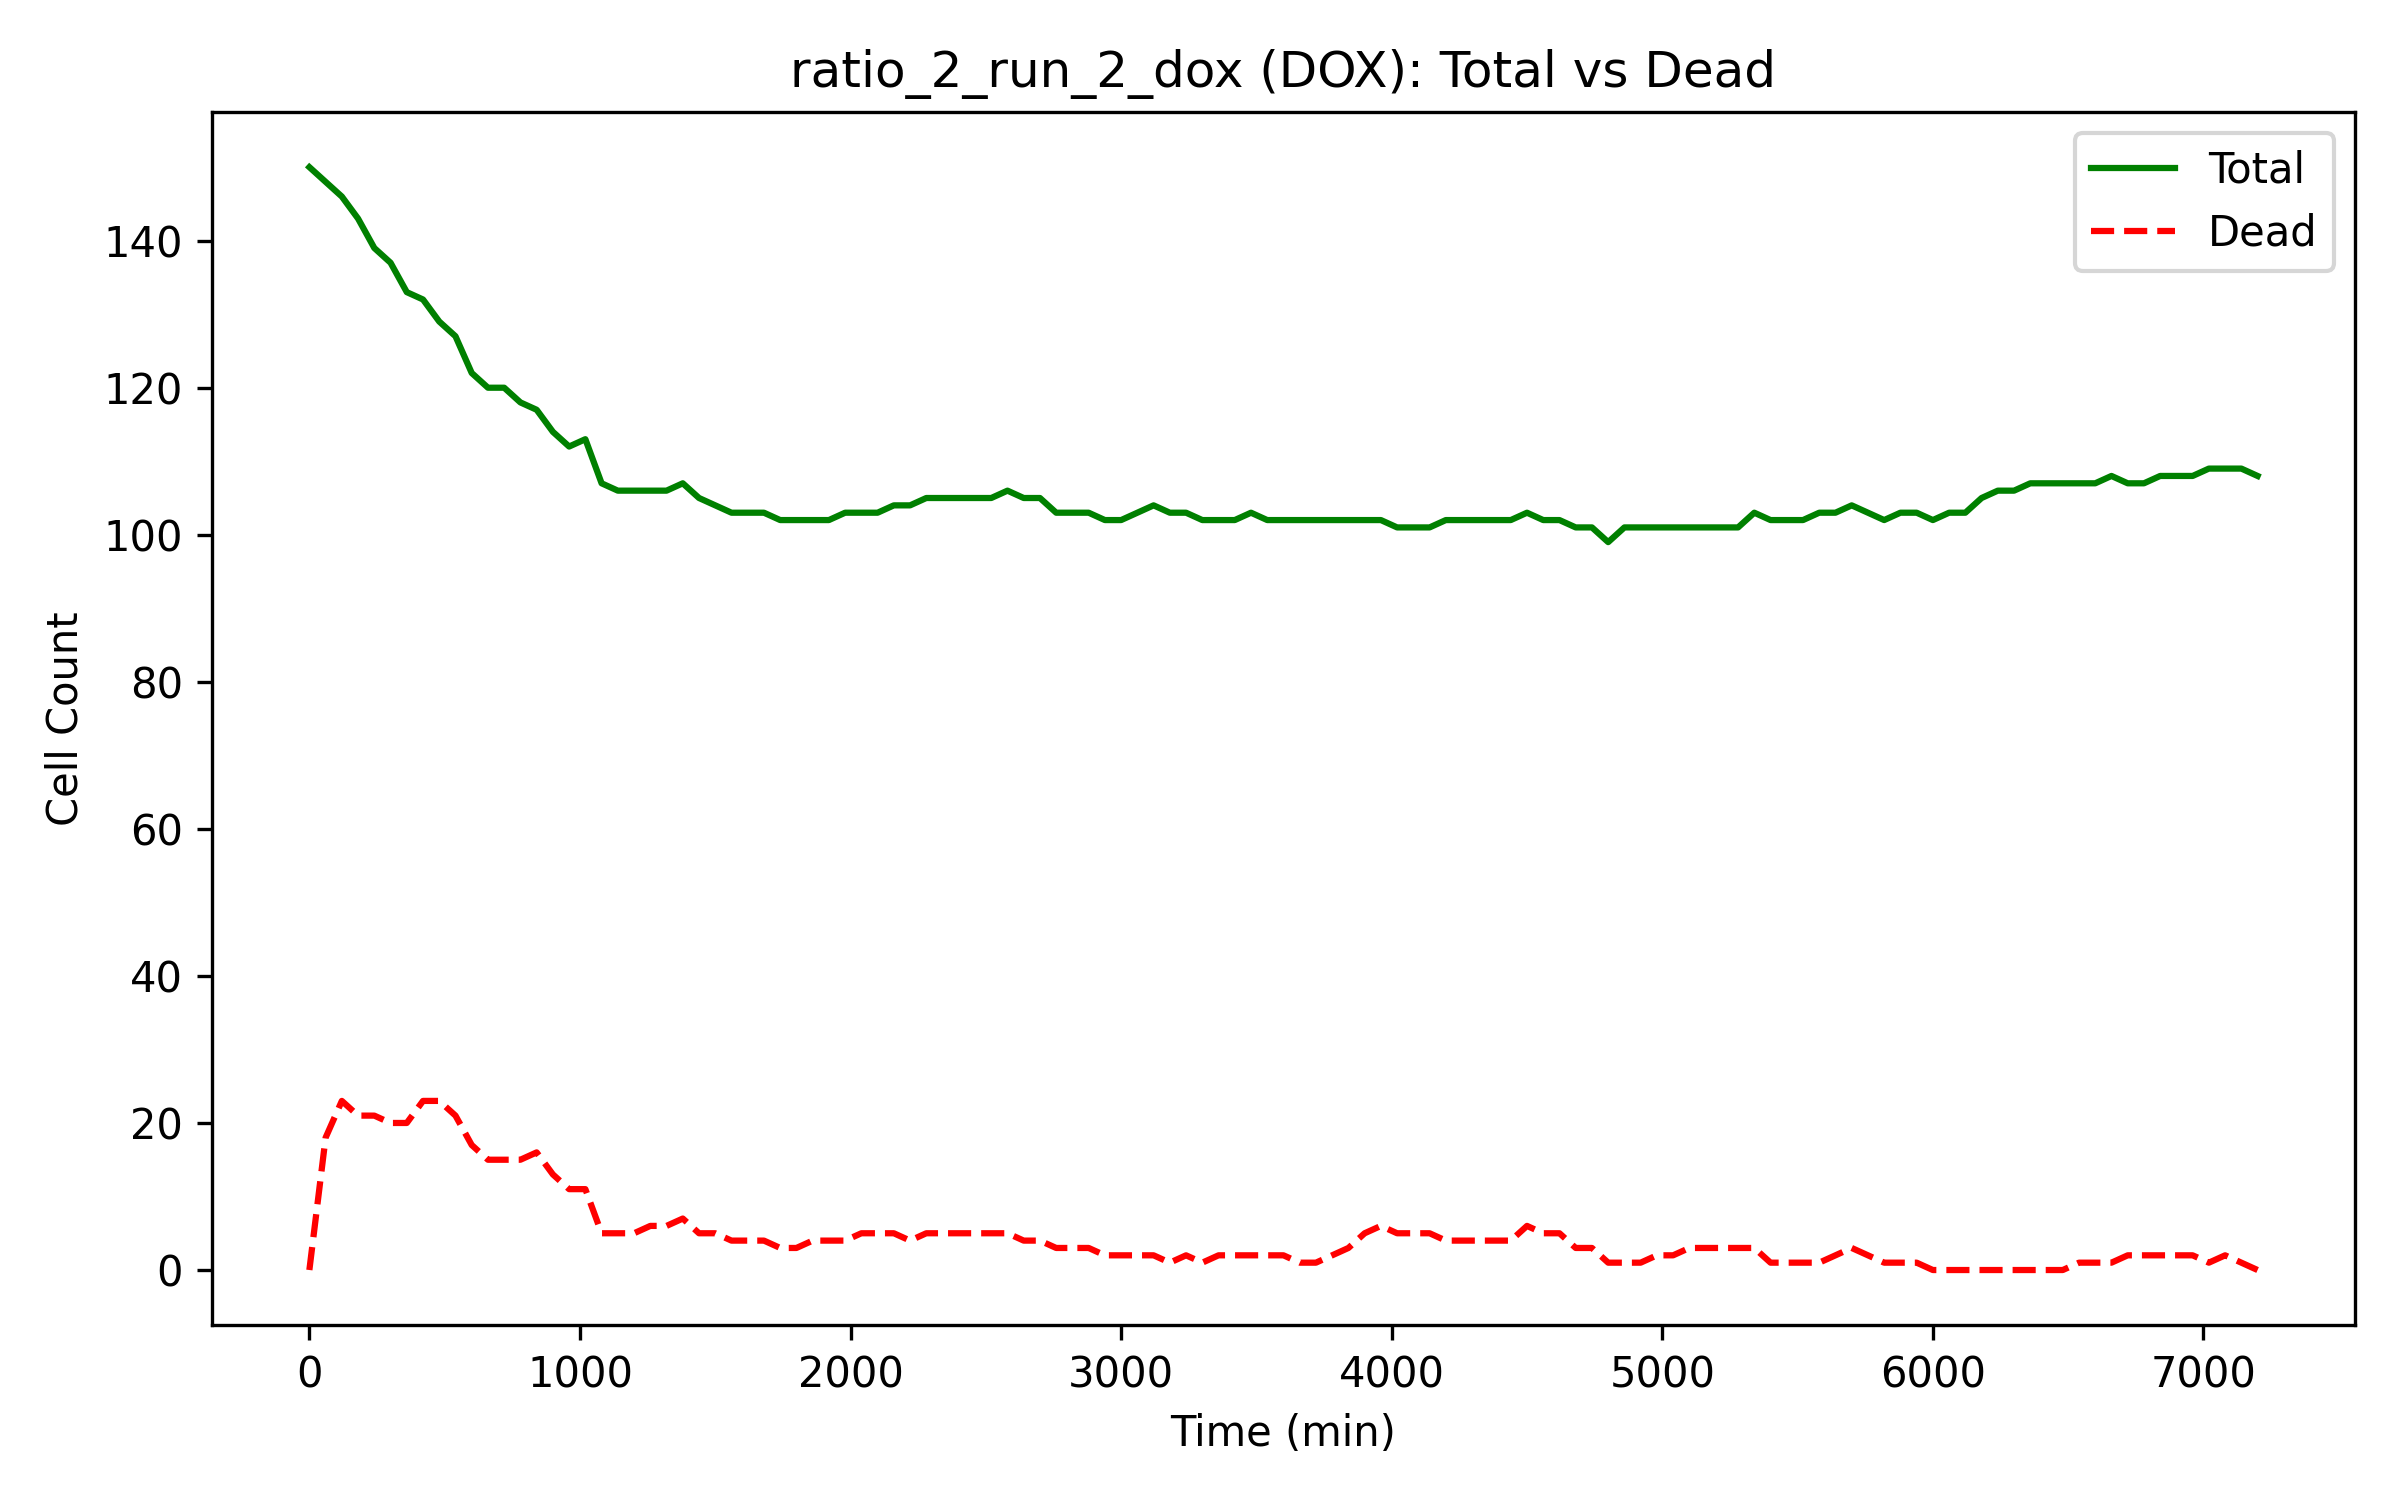 ratio_2_run_2_dox (DOX): Total vs Dead
Total
Dead
140
120
100
80
60
40
20
0
Cell Count
0 1000 2000 3000 4000 5000 6000 7000
Time (min)